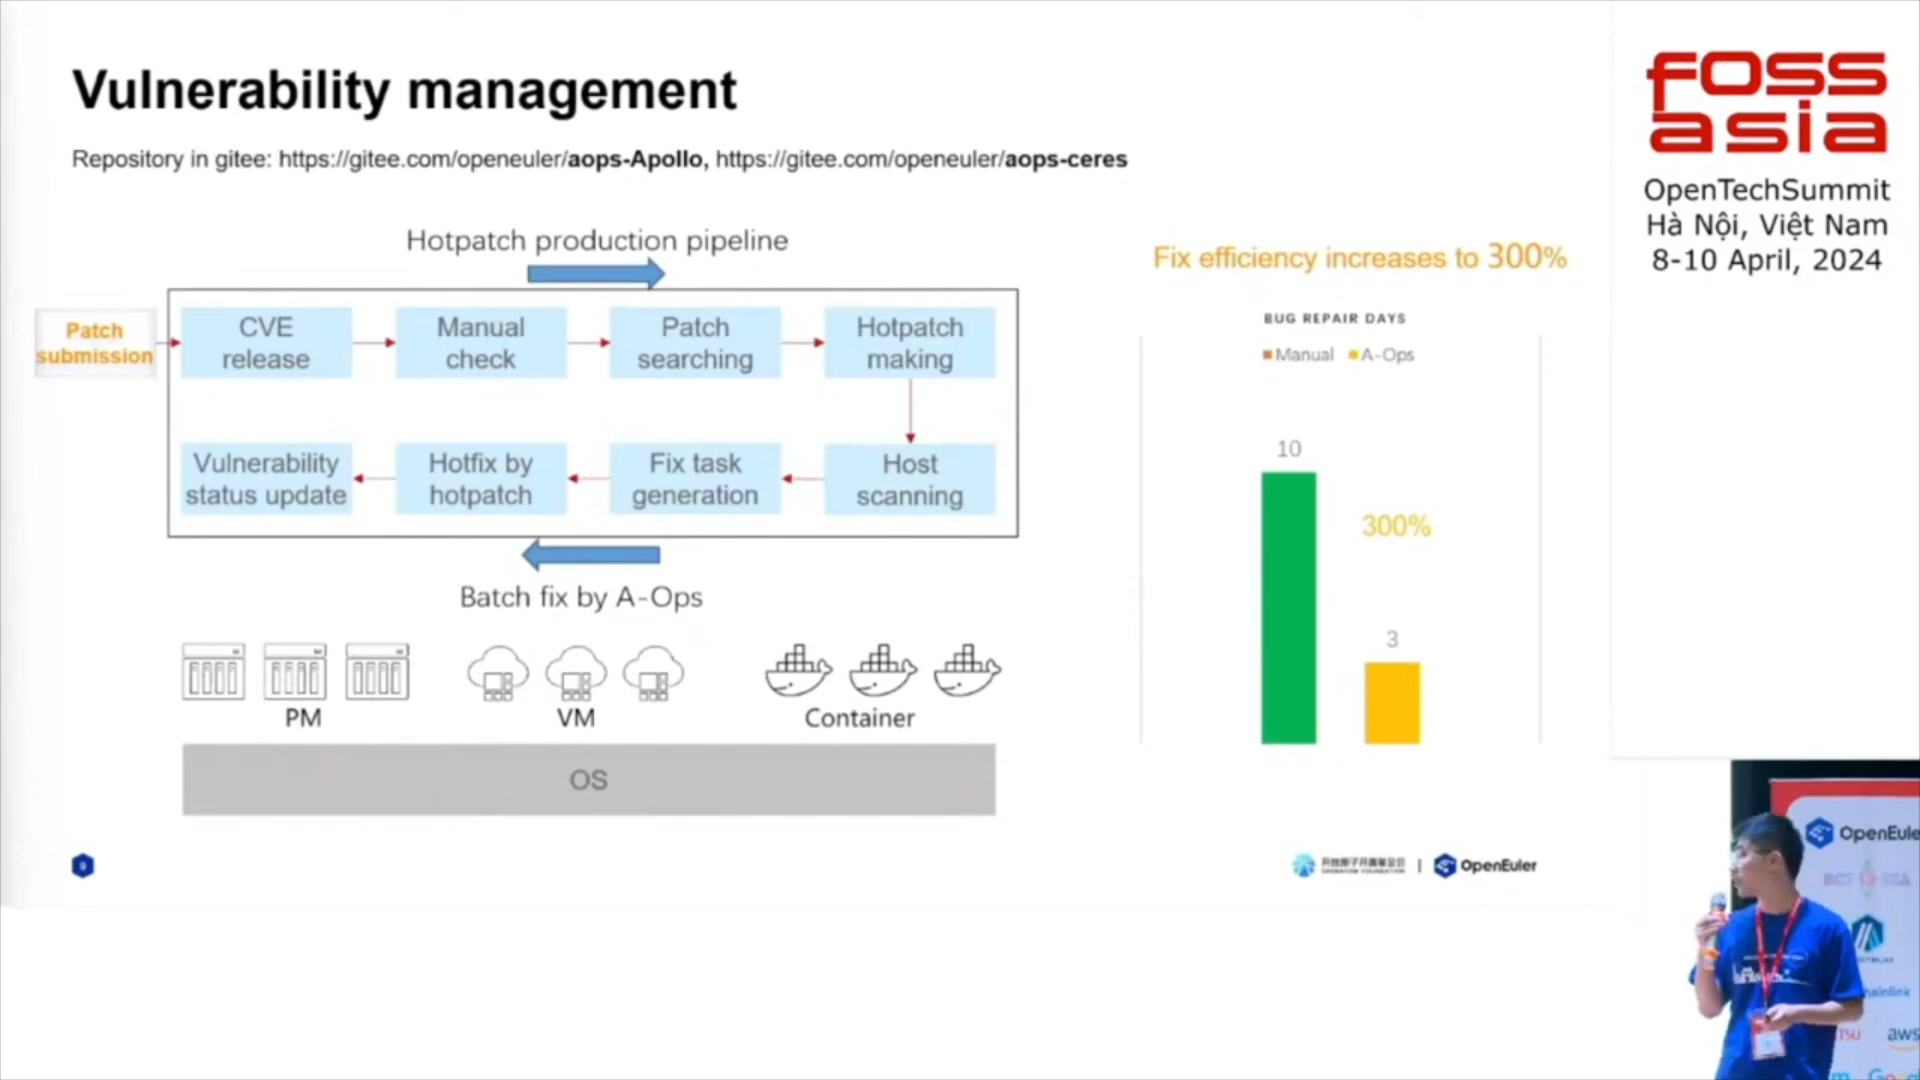 Vulnerability management
Repository in gitee: https://gitee.com/openeuler/aops-Apollo, https://gitee.com/openeuler/aops-ceres
Hotpatch production pipeline
Patch
submission
CVE
release
Manual
check
Patch
searching
Hotpatch
making
Vulnerability
status update
Hotfix by
hotpatch
Fix task
generation
Host
scanning
Batch fix by A-Ops
PM
VM
Container
OS
Fix efficiency increases to 300%
BUG REPAIR DAYS
Manual
A-Ops
10
300%
3
OpenEuler
foss
asia
OpenTechSummit
Hà Nội, Việt Nam
8-10 April, 2024
OpenEule
hainlink
aws